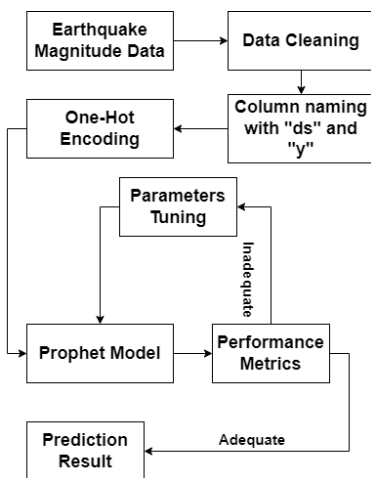 Earthquake
Magnitude Data
Data Cleaning
One-Hot
Encoding
Column naming
with "ds" and
"y"
Parameters
Tuning
Inadequate
Prophet Model
Performance
Metrics
Adequate
Prediction
Result